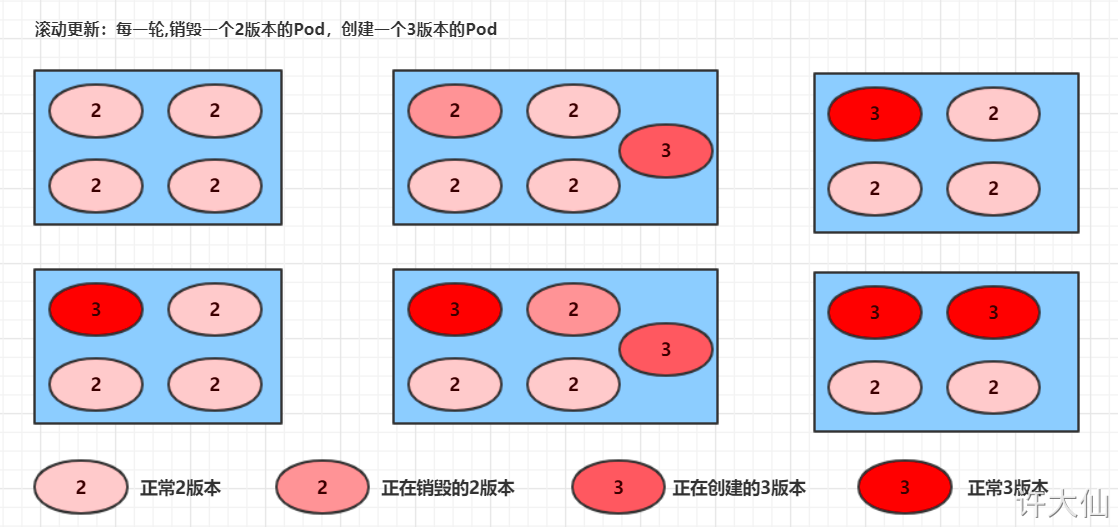 滚动更新：每一轮,销毁一个2版本的Pod，创建一个3版本的Pod
2 2 2 2 3 2
3
2 2 2 2 2 2
3 2 3 2 3 3
3
2 2 2 2 2 2
2 正常2版本 2 正在销毁的2版本 3 正在创建的3版本 3 正常3版本
许大仙